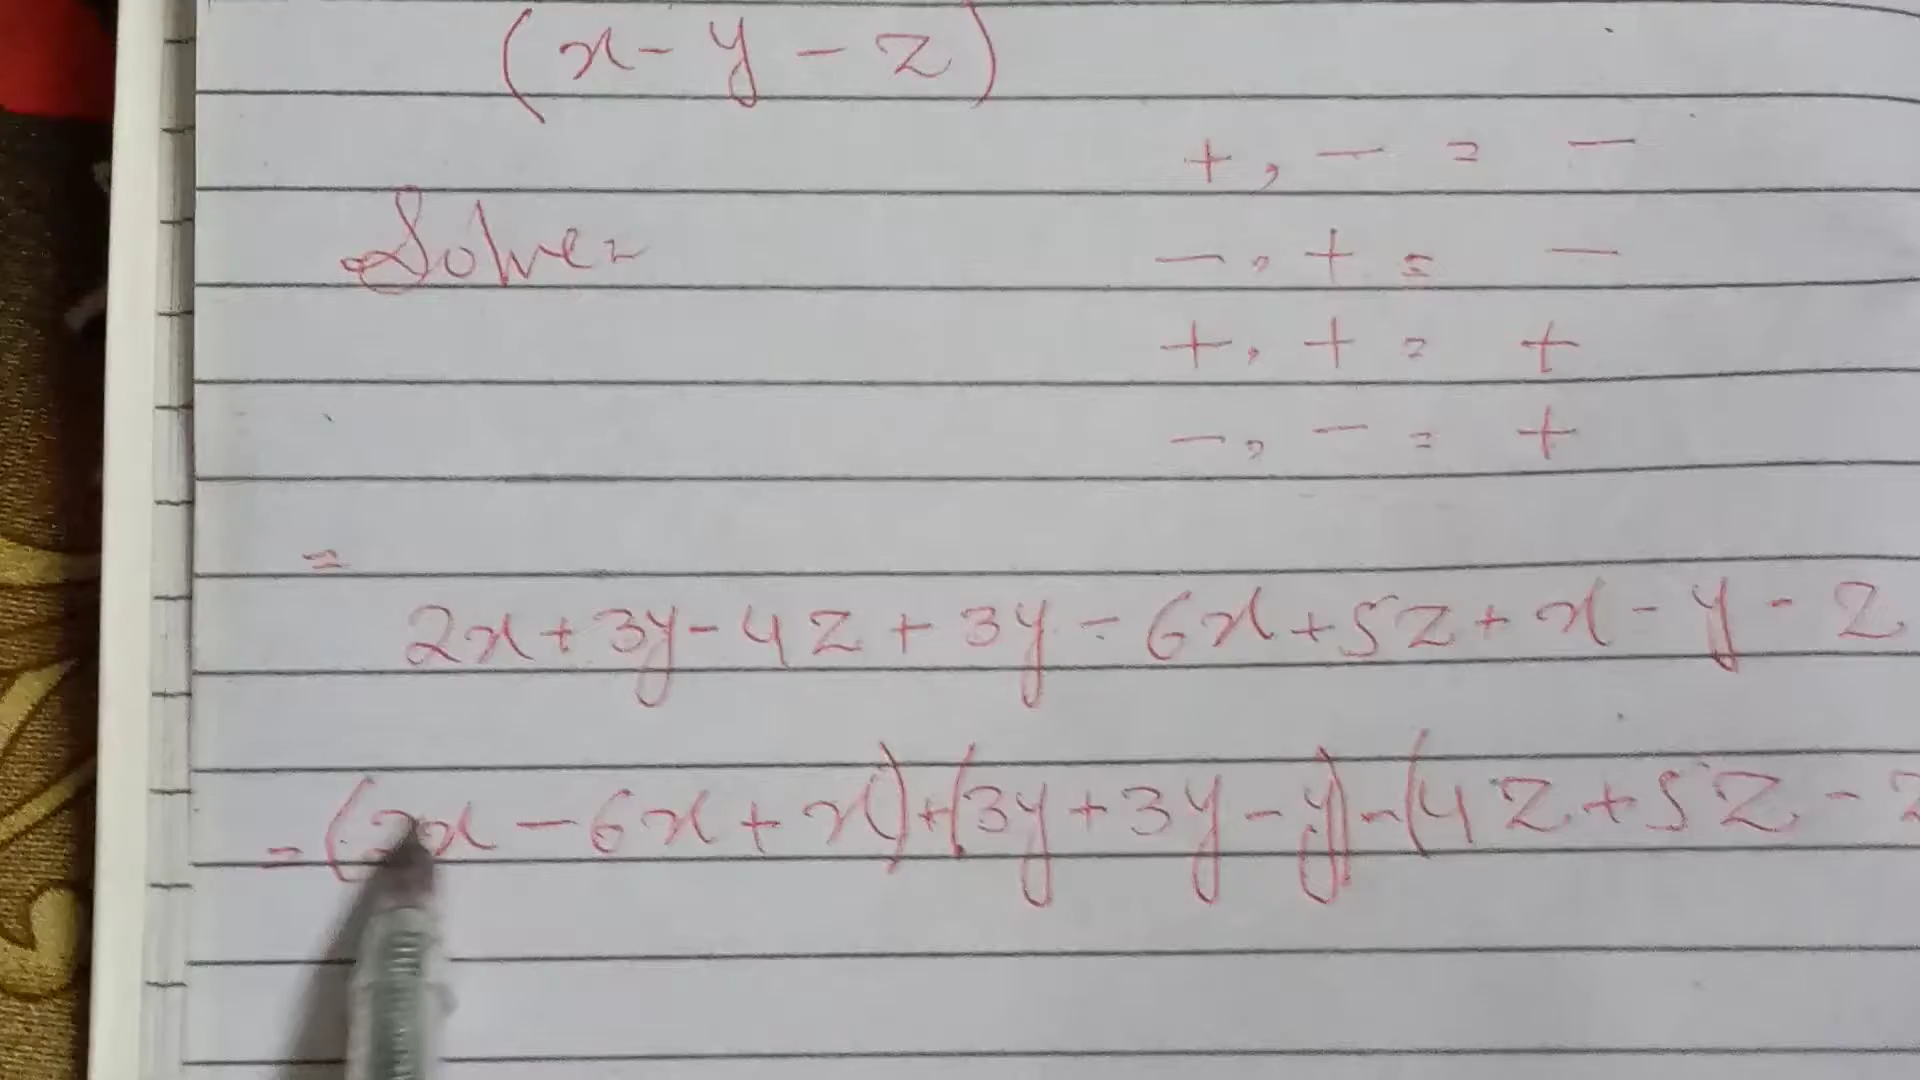 (x - y - z)
+, - = -
Solve =
-, + = -
+, + = +
-, - = +
=
2x + 3y - 4z + 3y - 6x + 5z + x - y - z
= (2x - 6x + x) + (3y + 3y - y) - (4z + 5z - z